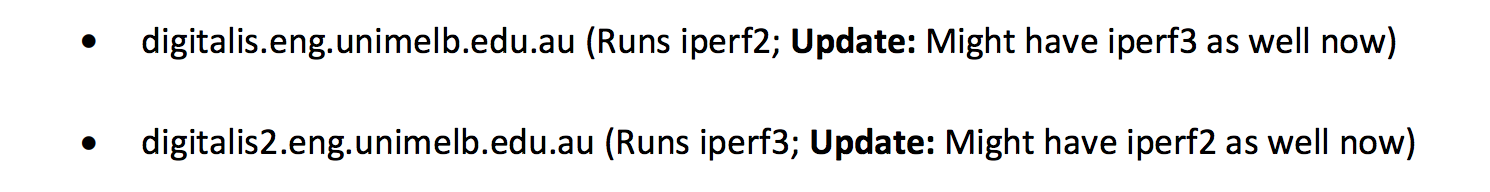 • digitalis.eng.unimelb.edu.au (Runs iperf2; Update: Might have iperf3 as well now)
• digitalis2.eng.unimelb.edu.au (Runs iperf3; Update: Might have iperf2 as well now)